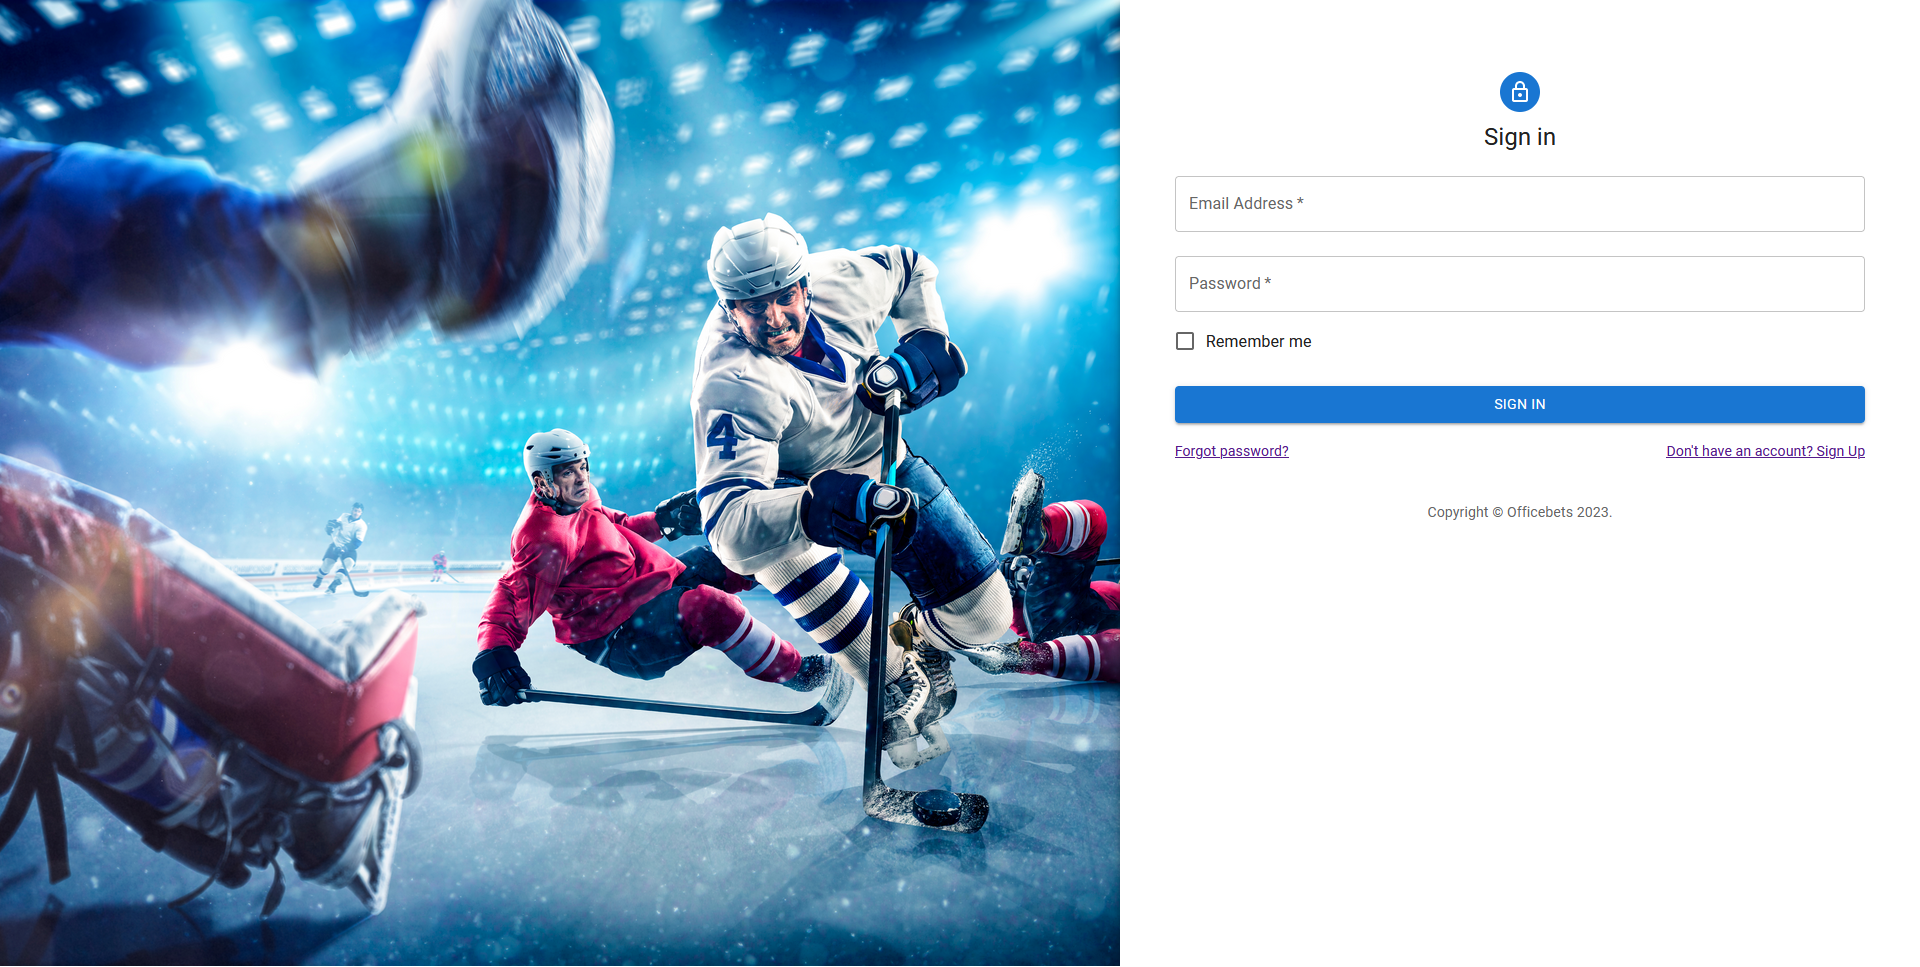 4
Sign in
Email Address *
Password *
Remember me
SIGN IN
Forgot password?
Don't have an account? Sign Up
Copyright © Officebets 2023.